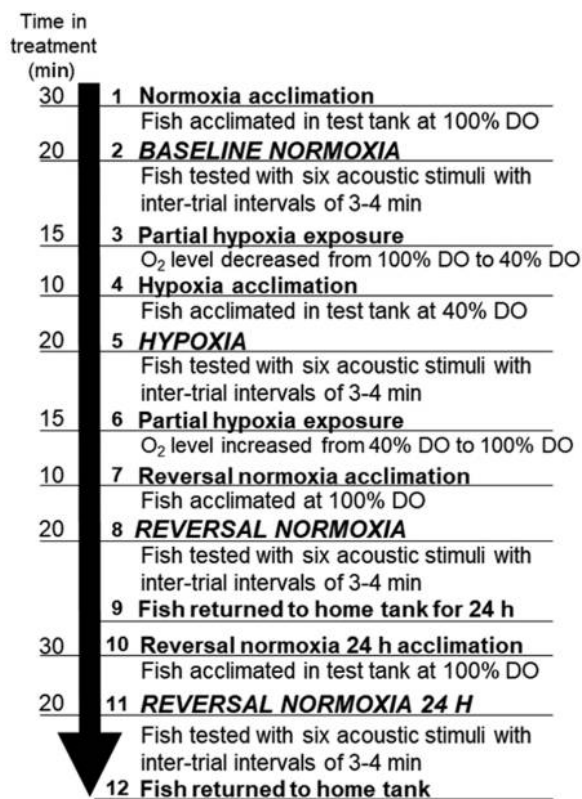 Time in
treatment
(min)
30 1 Normoxia acclimation
Fish acclimated in test tank at 100% DO
20 2 BASELINE NORMOXIA
Fish tested with six acoustic stimuli with
inter-trial intervals of 3-4 min
15 3 Partial hypoxia exposure
O₂ level decreased from 100% DO to 40% DO
10 4 Hypoxia acclimation
Fish acclimated in test tank at 40% DO
20 5 HYPOXIA
Fish tested with six acoustic stimuli with
inter-trial intervals of 3-4 min
15 6 Partial hypoxia exposure
O₂ level increased from 40% DO to 100% DO
10 7 Reversal normoxia acclimation
Fish acclimated at 100% DO
20 8 REVERSAL NORMOXIA
Fish tested with six acoustic stimuli with
inter-trial intervals of 3-4 min
9 Fish returned to home tank for 24 h
30 10 Reversal normoxia 24 h acclimation
Fish acclimated in test tank at 100% DO
20 11 REVERSAL NORMOXIA 24 H
Fish tested with six acoustic stimuli with
inter-trial intervals of 3-4 min
12 Fish returned to home tank